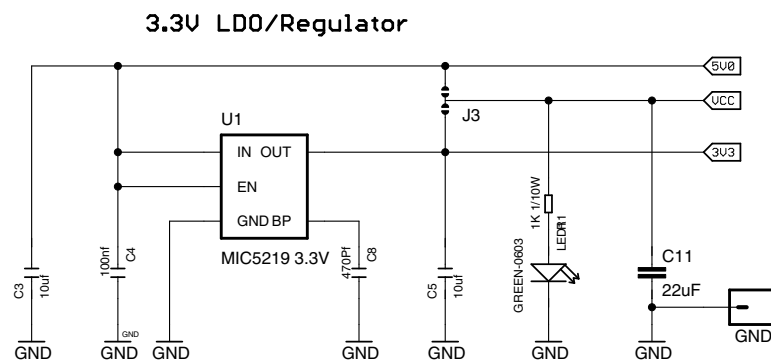 3.3V LDO/Regulator
5V0
VCC
J3
3V3
U1
IN OUT
EN
GND BP
MIC5219 3.3V
C3
10uf
100nf
C4
470Pf
C8
C5
10uf
1K 1/10W
GREEN-0603
C11
22uF
GND
GND
GND
GND
GND
GND
GND
GND
GND